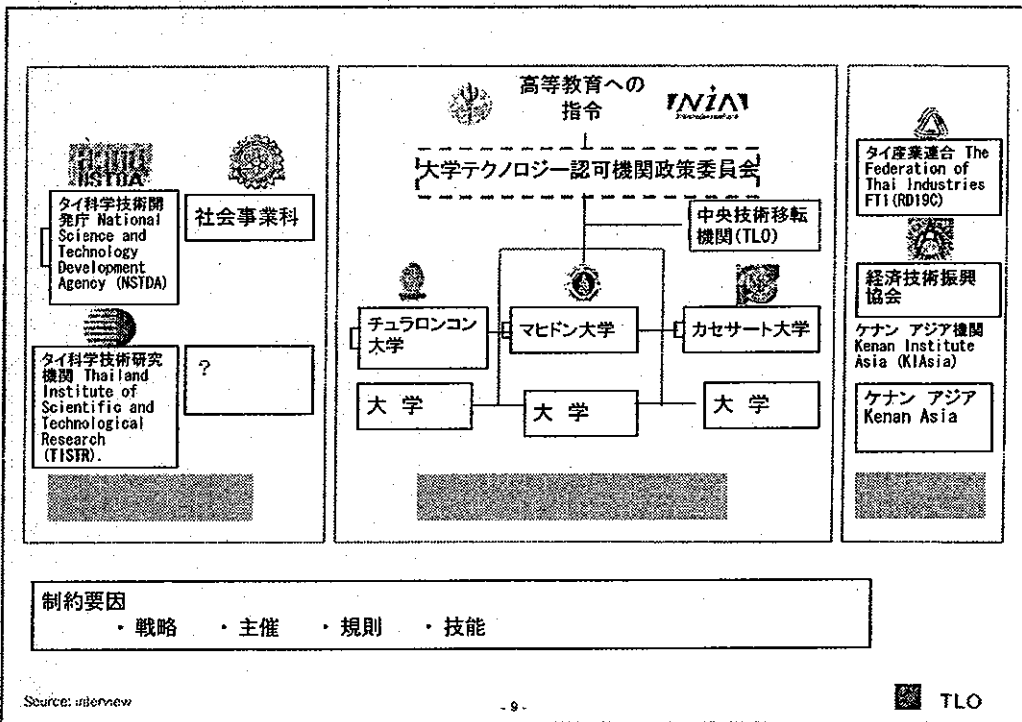 NSTDA
タイ科学技術開
発庁 National
Science and
Technology
Development
Agency (NSTDA)
社会事業科
タイ科学技術研究
機関 Thailand
Institute of
Scientific and
Technological
Research
(TISTR).
?
高等教育への
指令
NiA
大学テクノロジー認可機関政策委員会
中央技術移転
機関(TLO)
チュラロンコン
大学
マヒドン大学
カセサート大学
大 学
大 学
大 学
タイ産業連合 The
Federation of
Thai Industries
FTI(RD19C)
経済技術振興
協会
ケナン アジア機関
Kenan Institute
Asia (KIAsia)
ケナン アジア
Kenan Asia
制約要因
・ 戦略 ・ 主催 ・ 規則 ・ 技能
Source: interview
- 9 -
TLO